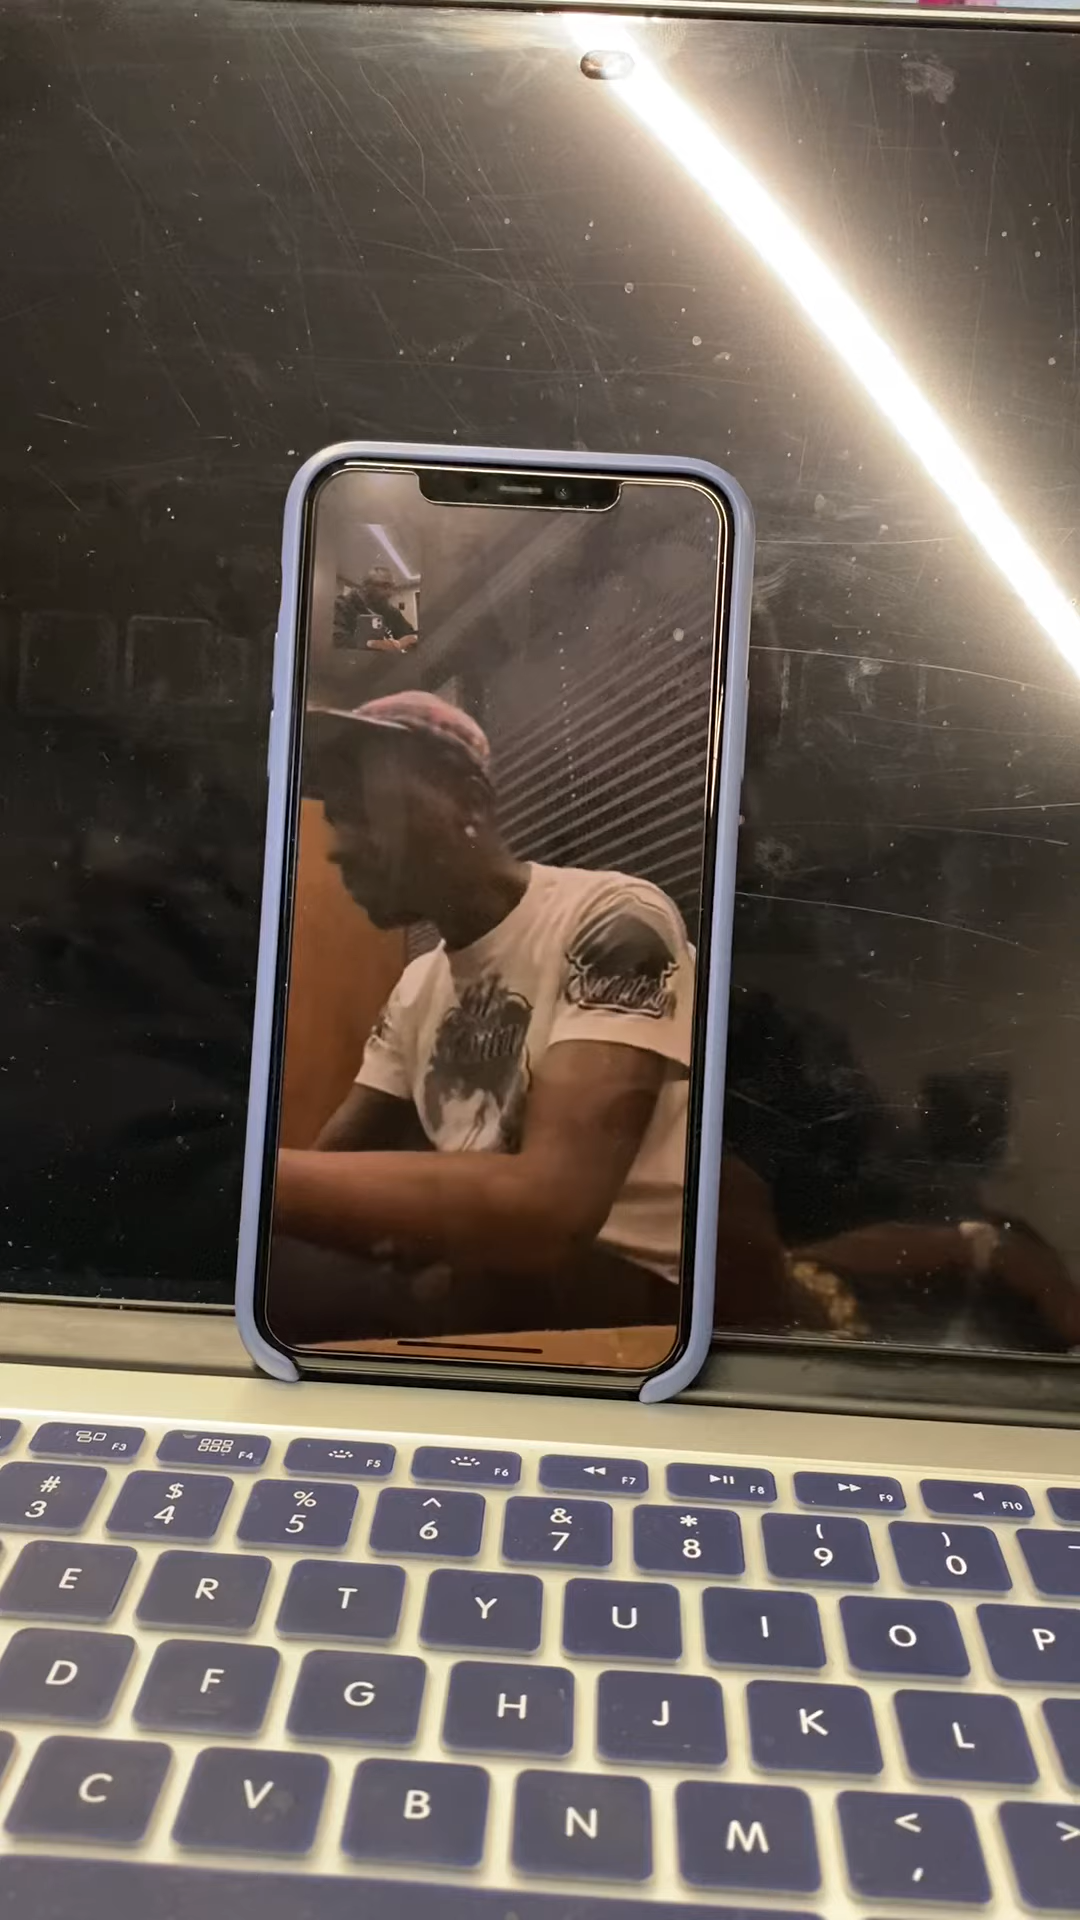 F3 F4 F5 F6 F7 F8 F9 F10
# $ % ^ & * ( )
3 4 5 6 7 8 9 0
E R T Y U I O P
D F G H J K L
C V B N M < >
,